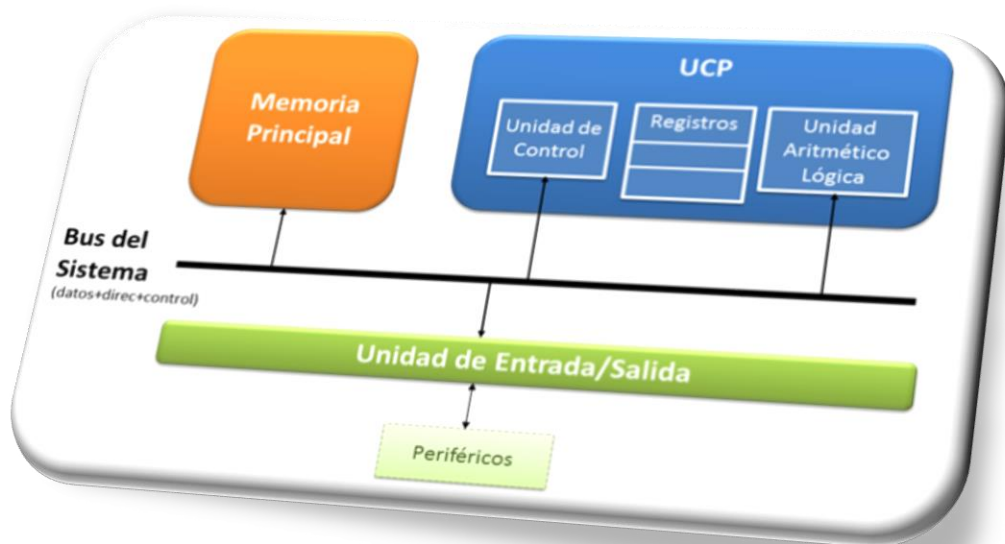 Memoria
Principal
UCP
Unidad de
Control
Registros
Unidad
Aritmético
Lógica
Bus del
Sistema
(datos+direc+control)
Unidad de Entrada/Salida
Periféricos